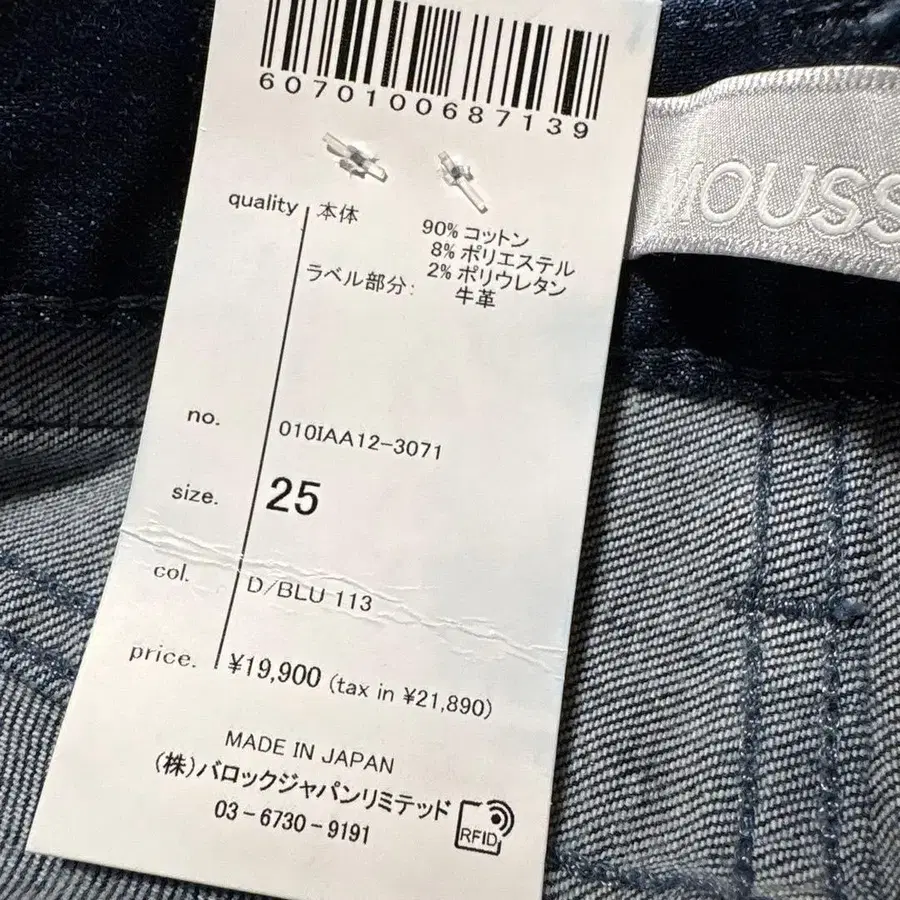 6070100687139
MOUSS
quality 本体
90% コットン
8% ポリエステル
2% ポリウレタン
ラベル部分: 牛革
no. 010IAA12-3071
size. 25
col. D/BLU 113
price. ¥19,900 (tax in ¥21,890)
MADE IN JAPAN
(株)バロックジャパンリミテッド
03-6730-9191
RFID